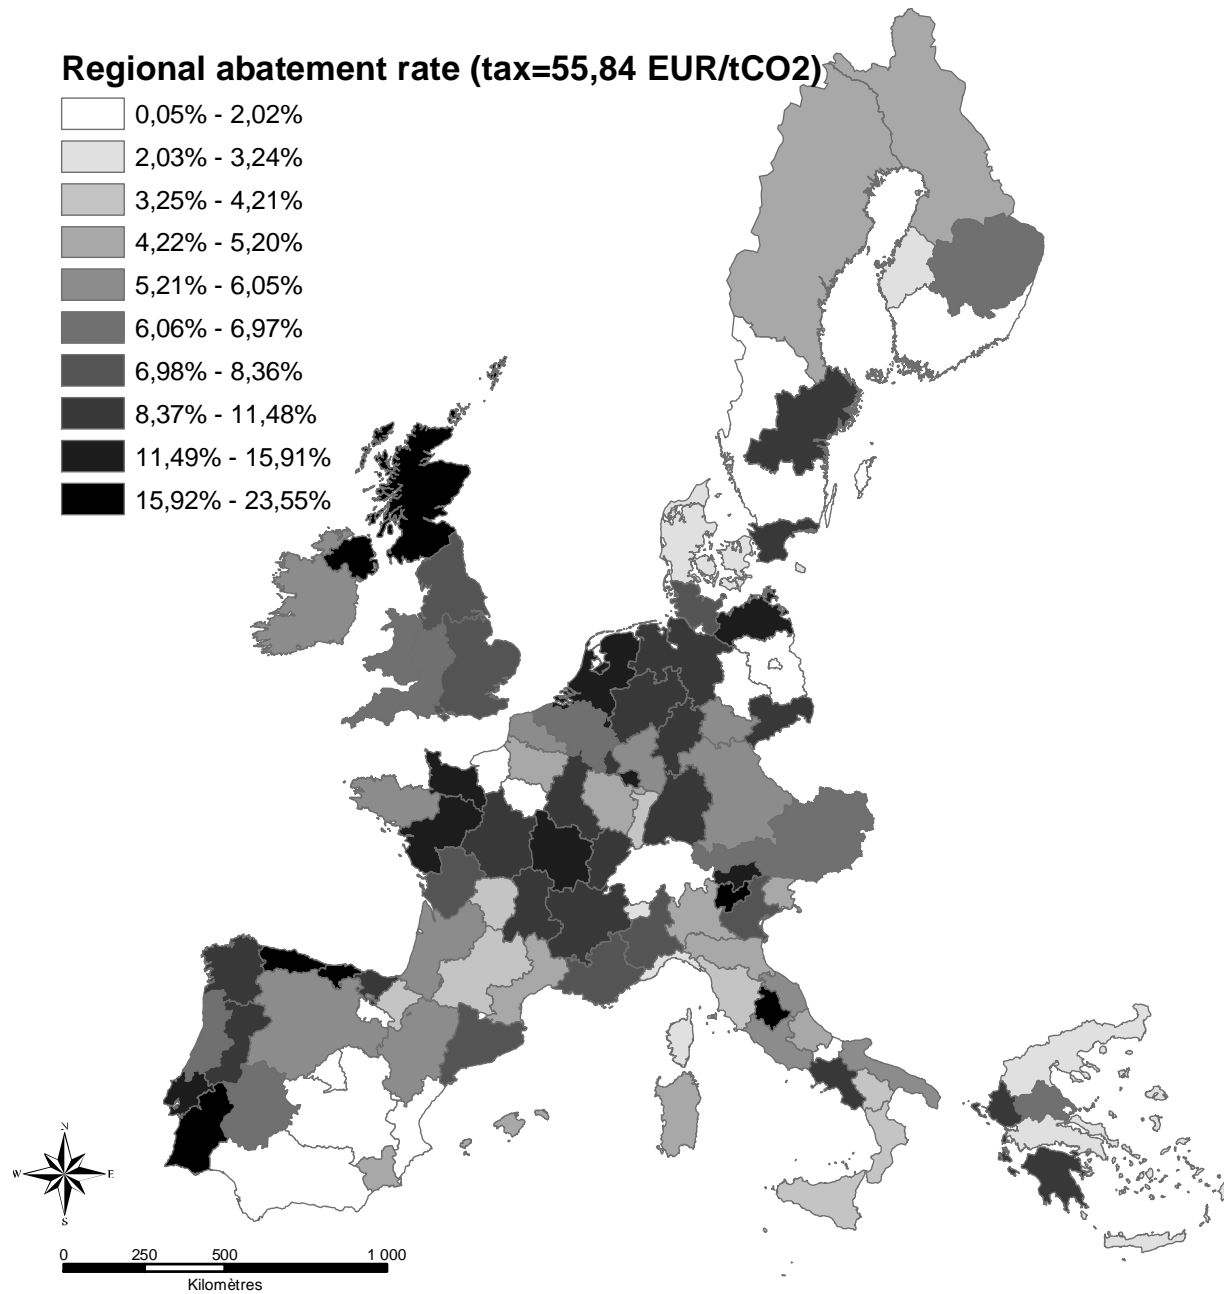 Regional abatement rate (tax=55,84 EUR/tCO2)
0,05% - 2,02%
2,03% - 3,24%
3,25% - 4,21%
4,22% - 5,20%
5,21% - 6,05%
6,06% - 6,97%
6,98% - 8,36%
8,37% - 11,48%
11,49% - 15,91%
15,92% - 23,55%
N
W E
S
0 250 500 1 000
Kilomètres